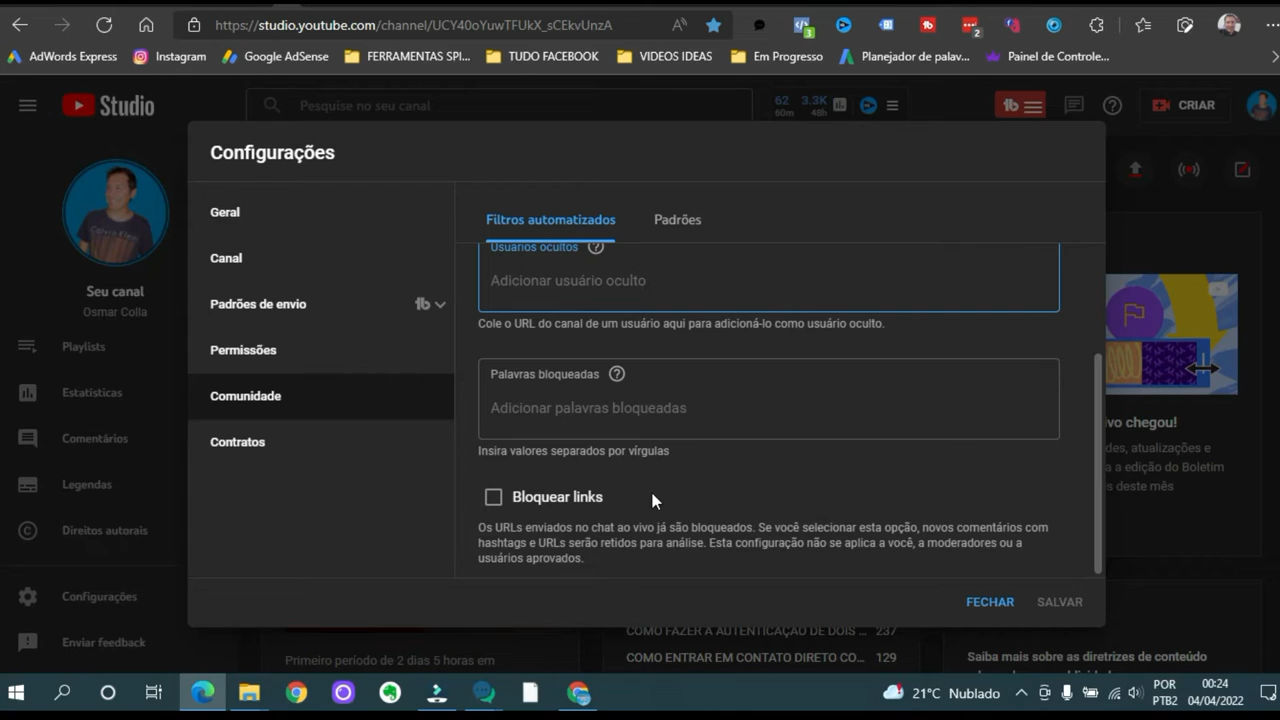 https://studio.youtube.com/channel/UCY40oYuwTFUkX_sCEkvUnzA
3
2
AdWords Express Instagram Google AdSense FERRAMENTAS SPI... TUDO FACEBOOK VIDEOS IDEAS Em Progresso Planejador de palav... Painel de Controle...
Studio
Pesquise no seu canal
62 3.3K
60m 48h
CRIAR
Configurações
Geral
Canal
Padrões de envio
Permissões
Comunidade
Contratos
Filtros automatizados Padrões
Usuários ocultos
Adicionar usuário oculto
Cole o URL do canal de um usuário aqui para adicioná-lo como usuário oculto.
Palavras bloqueadas
Adicionar palavras bloqueadas
Insira valores separados por vírgulas
Bloquear links
Os URLs enviados no chat ao vivo já são bloqueados. Se você selecionar esta opção, novos comentários com
hashtags e URLs serão retidos para análise. Esta configuração não se aplica a você, a moderadores ou a
usuários aprovados.
FECHAR SALVAR
Seu canal
Osmar Colla
Playlists
Estatísticas
Comentários
Legendas
Direitos autorais
Configurações
Enviar feedback
vo chegou!
des, atualizações e
a edição do Boletim
s deste mês
Primeiro período de 2 dias 5 horas em
COMO FAZER A AUTENTICAÇÃO DE DOIS ... 237
COMO ENTRAR EM CONTATO DIRETO CO... 129
Saiba mais sobre as diretrizes de conteúdo
21°C Nublado
POR
PTB2
00:24
04/04/2022